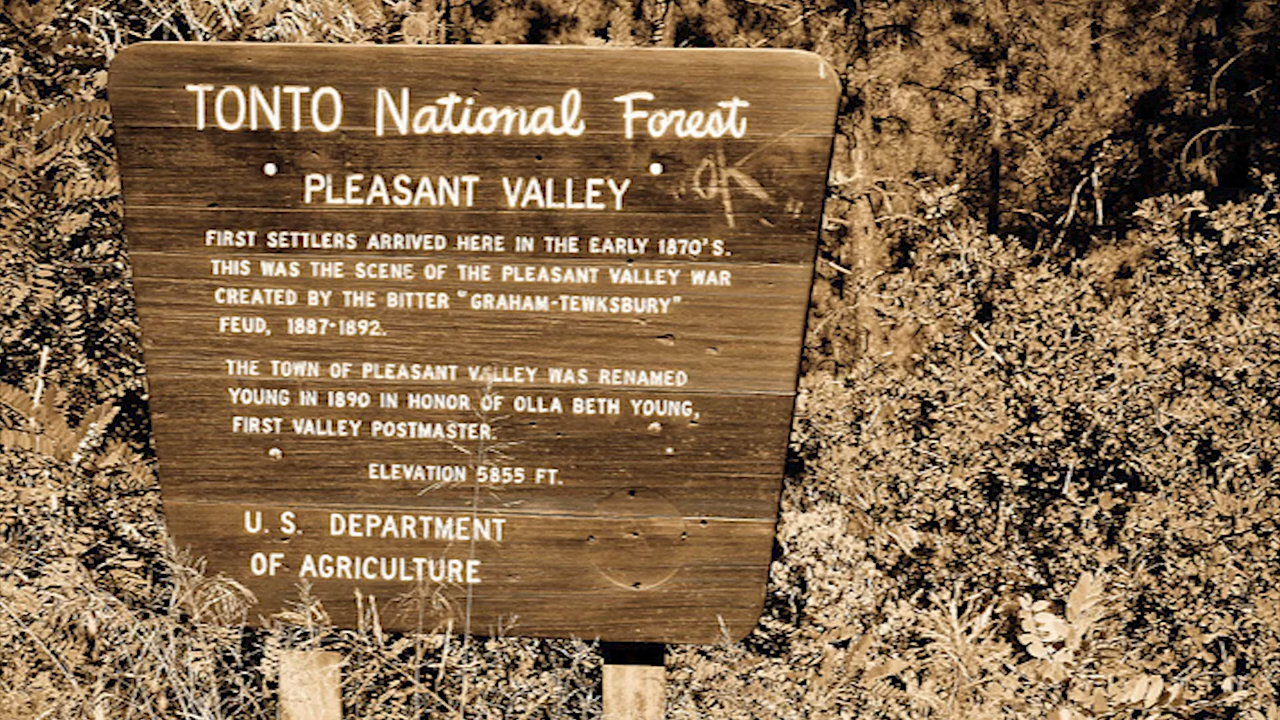 TONTO National Forest
PLEASANT VALLEY
"OK"
FIRST SETTLERS ARRIVED HERE IN THE EARLY 1870'S.
THIS WAS THE SCENE OF THE PLEASANT VALLEY WAR
CREATED BY THE BITTER "GRAHAM-TEWKSBURY"
FEUD, 1887-1892.
THE TOWN OF PLEASANT VALLEY WAS RENAMED
YOUNG IN 1890 IN HONOR OF OLLA BETH YOUNG,
FIRST VALLEY POSTMASTER.
ELEVATION 5855 FT.
U. S. DEPARTMENT
OF AGRICULTURE